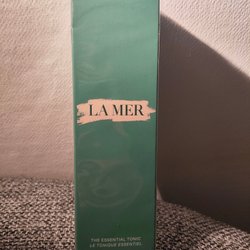 LA MER
THE ESSENTIAL TONIC
LE TONIQUE ESSENTIEL